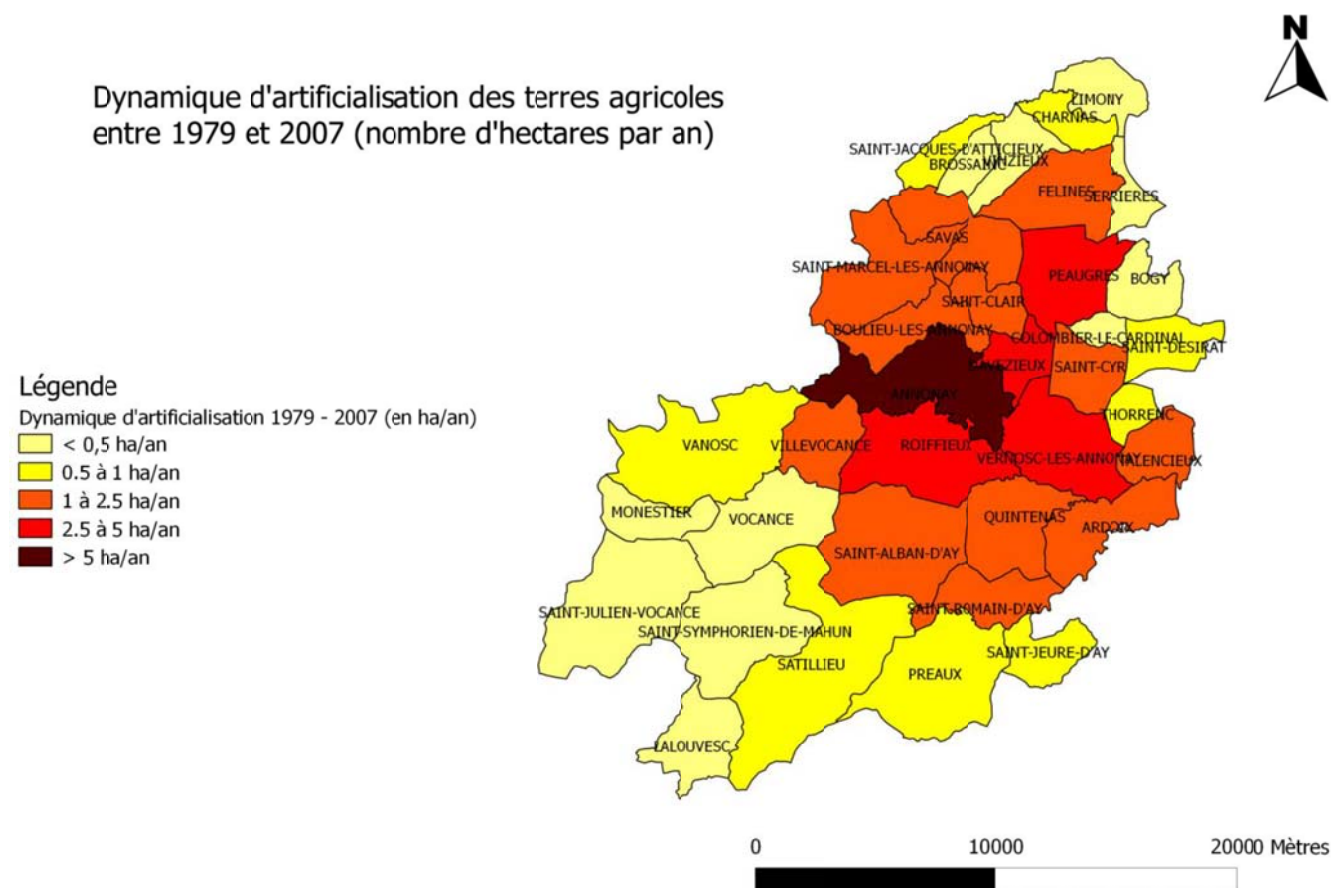 N
Dynamique d'artificialisation des terres agricoles
entre 1979 et 2007 (nombre d'hectares par an)
LIMONY
CHARNAS
SAINT-JACQUES-D'ATTICIEUX
BROSSAINC
VINZIEUX
FELINES
SERRIERES
SAVAS
SAINT-MARCEL-LES-ANNONAY
PEAUGRES
BOGY
SAINT-CLAIR
BOULIEU-LES-ANNONAY
COLOMBIER-LE-CARDINAL
SAINT-DESIRAT
DAVEZIEUX
SAINT-CYR
ANNONAY
THORRENC
VANOSC
VILLEVOCANCE
ROIFFIEUX
VERNOSC-LES-ANNONAY
TALENCIEUX
MONESTIER
VOCANCE
QUINTENAS
ARDOIX
SAINT-ALBAN-D'AY
SAINT-JULIEN-VOCANCE
SAINT-ROMAIN-D'AY
SAINT-SYMPHORIEN-DE-MAHUN
SATILLIEU
SAINT-JEURE-D'AY
PREAUX
LALOUVESC
Légende
Dynamique d'artificialisation 1979 - 2007 (en ha/an)
< 0,5 ha/an
0.5 à 1 ha/an
1 à 2.5 ha/an
2.5 à 5 ha/an
> 5 ha/an
0 10000 20000 Mètres